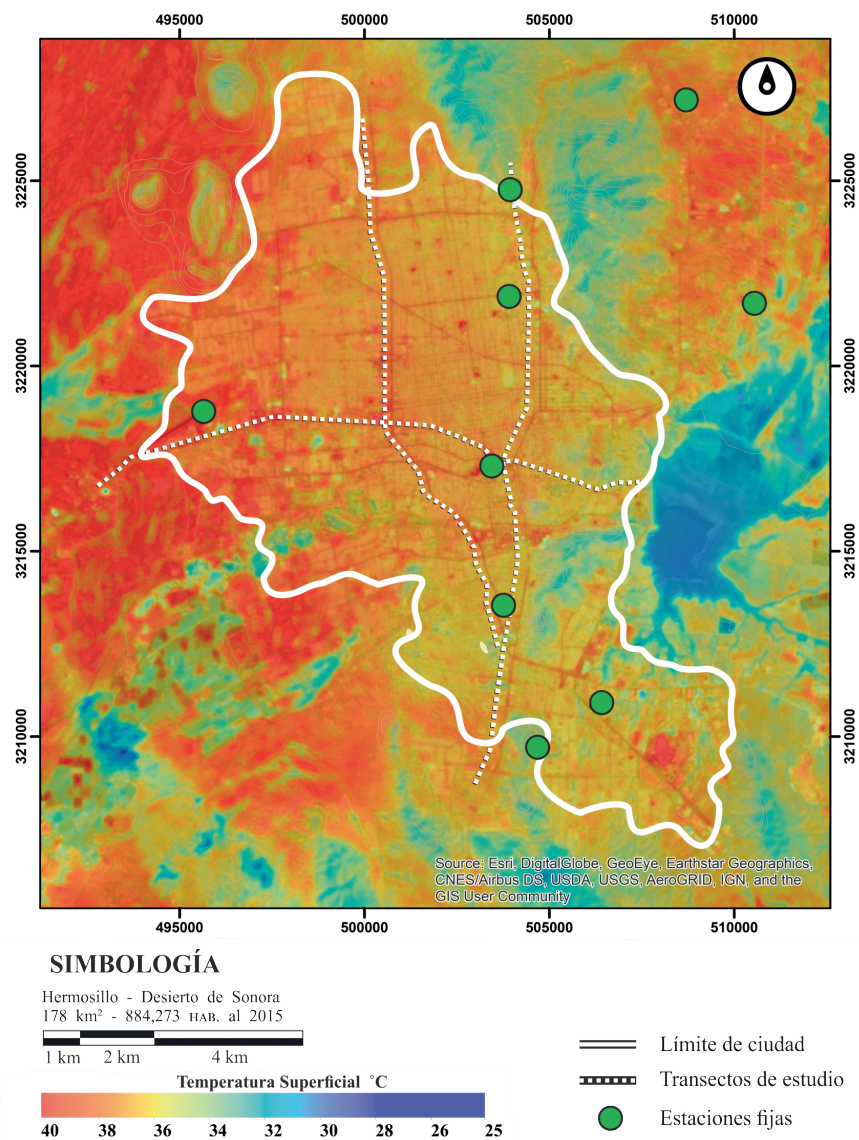 495000 500000 505000 510000
3225000
3225000
3220000
3220000
3215000
3215000
3210000
3210000
Source: Esri, DigitalGlobe, GeoEye, Earthstar Geographics,
CNES/Airbus DS, USDA, USGS, AeroGRID, IGN, and the
GIS User Community
495000 500000 505000 510000
SIMBOLOGÍA
Hermosillo - Desierto de Sonora
178 km² - 884,273 HAB. al 2015
1 km 2 km 4 km
Temperatura Superficial °C
40 38 36 34 32 30 28 26 25
Límite de ciudad
Transectos de estudio
Estaciones fijas